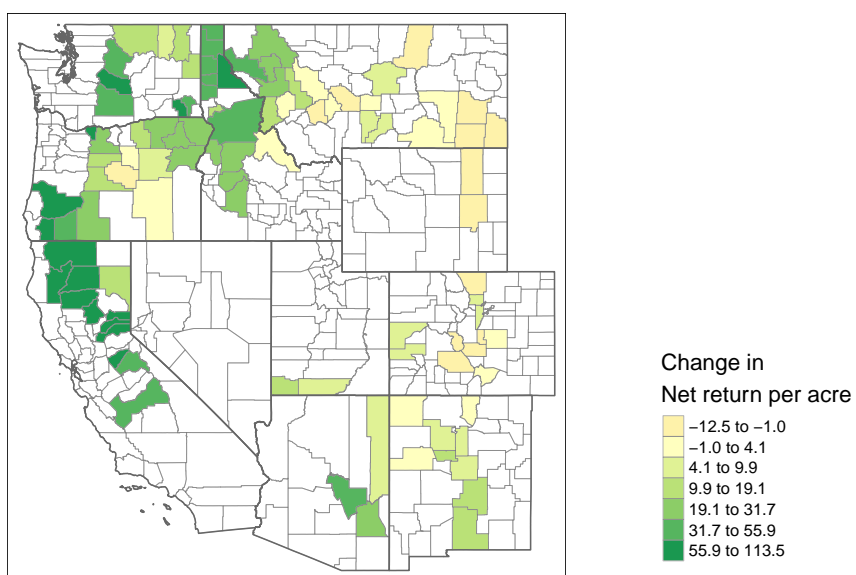 Change in
Net return per acre
−12.5 to −1.0
−1.0 to 4.1
4.1 to 9.9
9.9 to 19.1
19.1 to 31.7
31.7 to 55.9
55.9 to 113.5